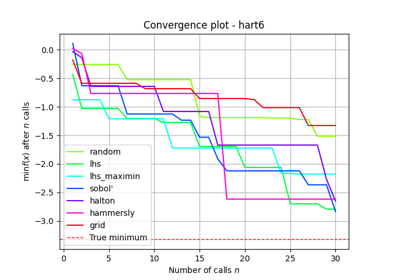 Convergence plot - hart6
min f(x) after n calls
0.0
−0.5
−1.0
−1.5
−2.0
−2.5
−3.0
random
lhs
lhs_maximin
sobol'
halton
hammersly
grid
True minimum
0
5
10
15
20
25
30
Number of calls n